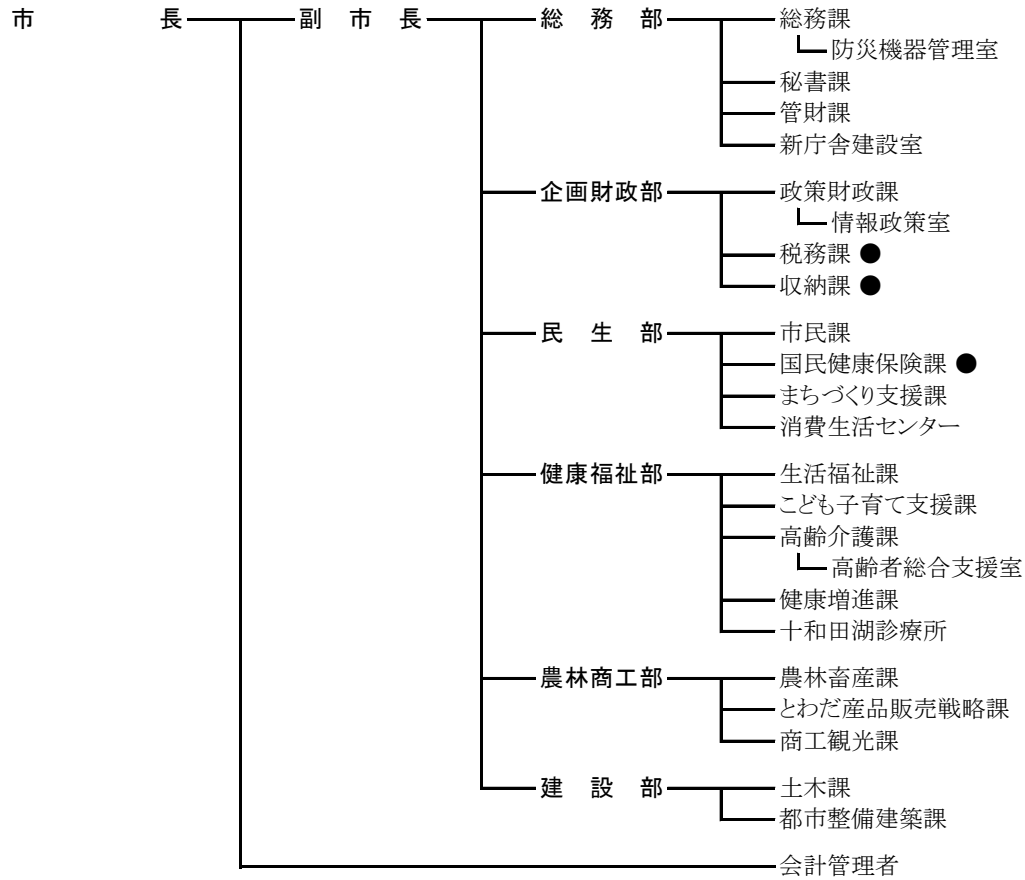 市長 副市長 総務部 総務課
防災機器管理室
秘書課
管財課
新庁舎建設室
企画財政部 政策財政課
情報政策室
税務課 ●
収納課 ●
民生部 市民課
国民健康保険課 ●
まちづくり支援課
消費生活センター
健康福祉部 生活福祉課
こども子育て支援課
高齢介護課
高齢者総合支援室
健康増進課
十和田湖診療所
農林商工部 農林畜産課
とわだ産品販売戦略課
商工観光課
建設部 土木課
都市整備建築課
会計管理者